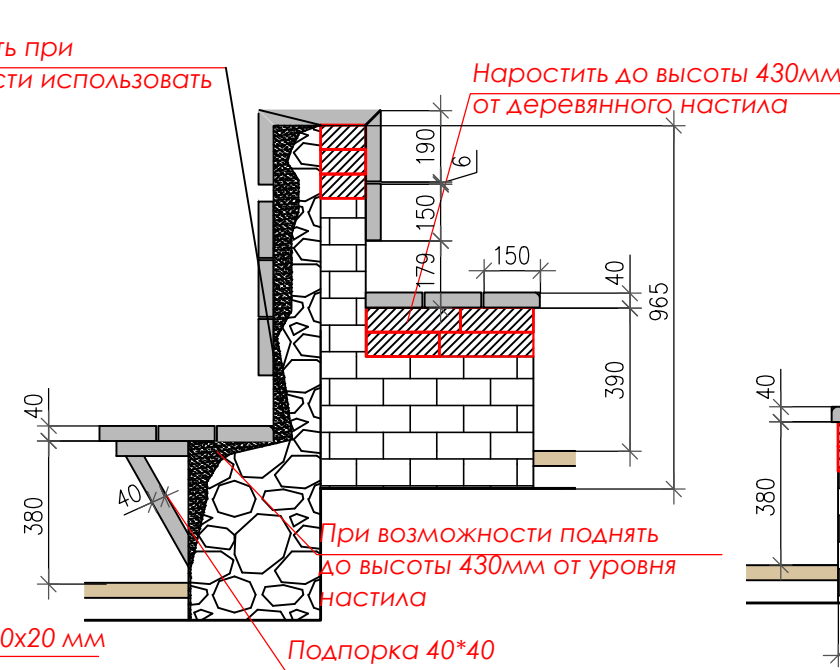 ть при
сти использовать
Наростить до высоты 430мм
от деревянного настила
190
6
150
179
150
40
965
390
40
380
40
40
380
При возможности поднять
до высоты 430мм от уровня
настила
0х20 мм
Подпорка 40*40